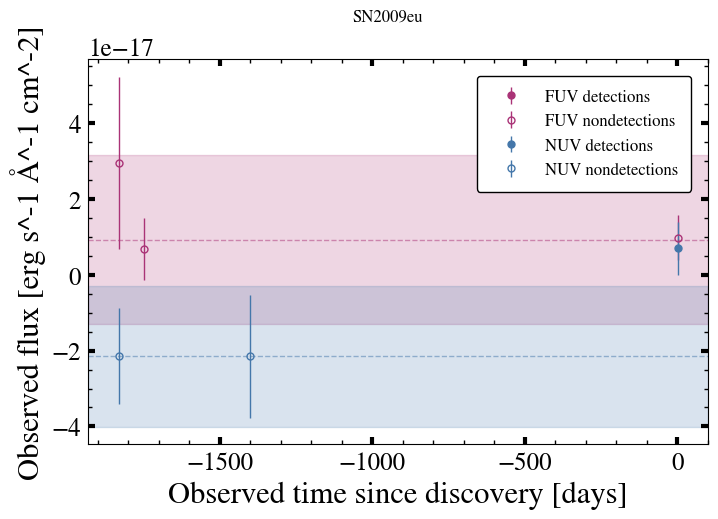 SN2009eu
1e−17
Observed flux [erg s^-1 Å^-1 cm^-2]
4
2
0
−2
−4
FUV detections
FUV nondetections
NUV detections
NUV nondetections
−1500 −1000 −500 0
Observed time since discovery [days]